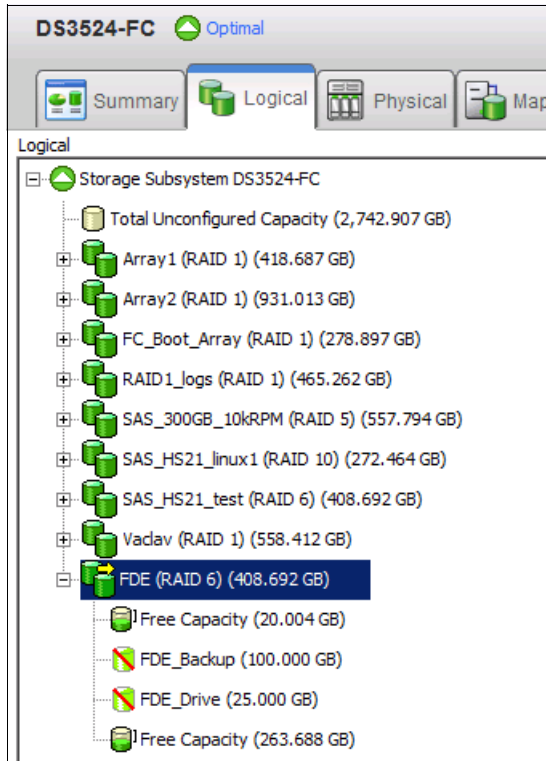 DS3524-FC Optimal
Summary Logical Physical Map
Logical
Storage Subsystem DS3524-FC
Total Unconfigured Capacity (2,742.907 GB)
Array1 (RAID 1) (418.687 GB)
Array2 (RAID 1) (931.013 GB)
FC_Boot_Array (RAID 1) (278.897 GB)
RAID1_logs (RAID 1) (465.262 GB)
SAS_300GB_10kRPM (RAID 5) (557.794 GB)
SAS_HS21_linux1 (RAID 10) (272.464 GB)
SAS_HS21_test (RAID 6) (408.692 GB)
Vaclav (RAID 1) (558.412 GB)
FDE (RAID 6) (408.692 GB)
Free Capacity (20.004 GB)
FDE_Backup (100.000 GB)
FDE_Drive (25.000 GB)
Free Capacity (263.688 GB)